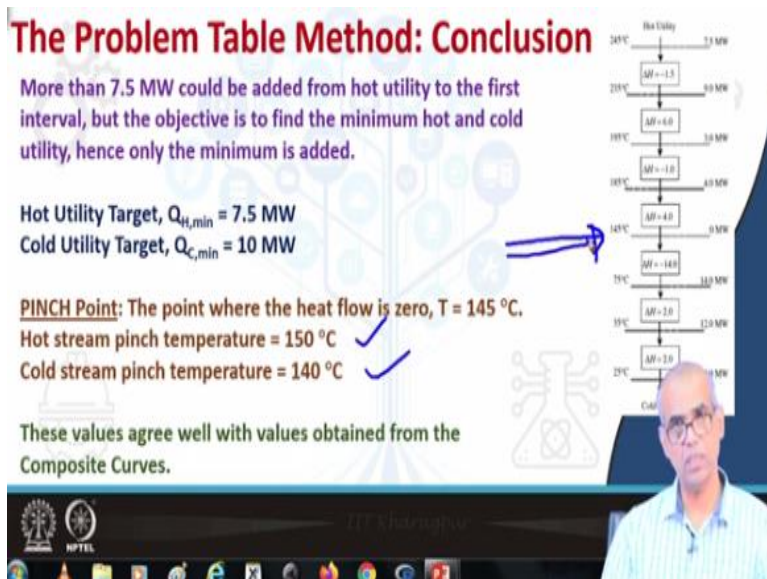 The Problem Table Method: Conclusion
More than 7.5 MW could be added from hot utility to the first
interval, but the objective is to find the minimum hot and cold
utility, hence only the minimum is added.
Hot Utility Target, QH,min = 7.5 MW
Cold Utility Target, QC,min = 10 MW
PINCH Point: The point where the heat flow is zero, T = 145 °C.
Hot stream pinch temperature = 150 °C
Cold stream pinch temperature = 140 °C
These values agree well with values obtained from the
Composite Curves.
Hot Utility
245°C 7.5 MW
ΔH = -1.5
235°C 9.0 MW
ΔH = 6.0
195°C 3.0 MW
ΔH = -1.0
185°C 4.0 MW
ΔH = 4.0
145°C 0 MW
ΔH = -14.0
75°C 14.0 MW
ΔH = 2.0
35°C 12.0 MW
ΔH = 2.0
25°C MW
IIT Kharagpur
NPTEL